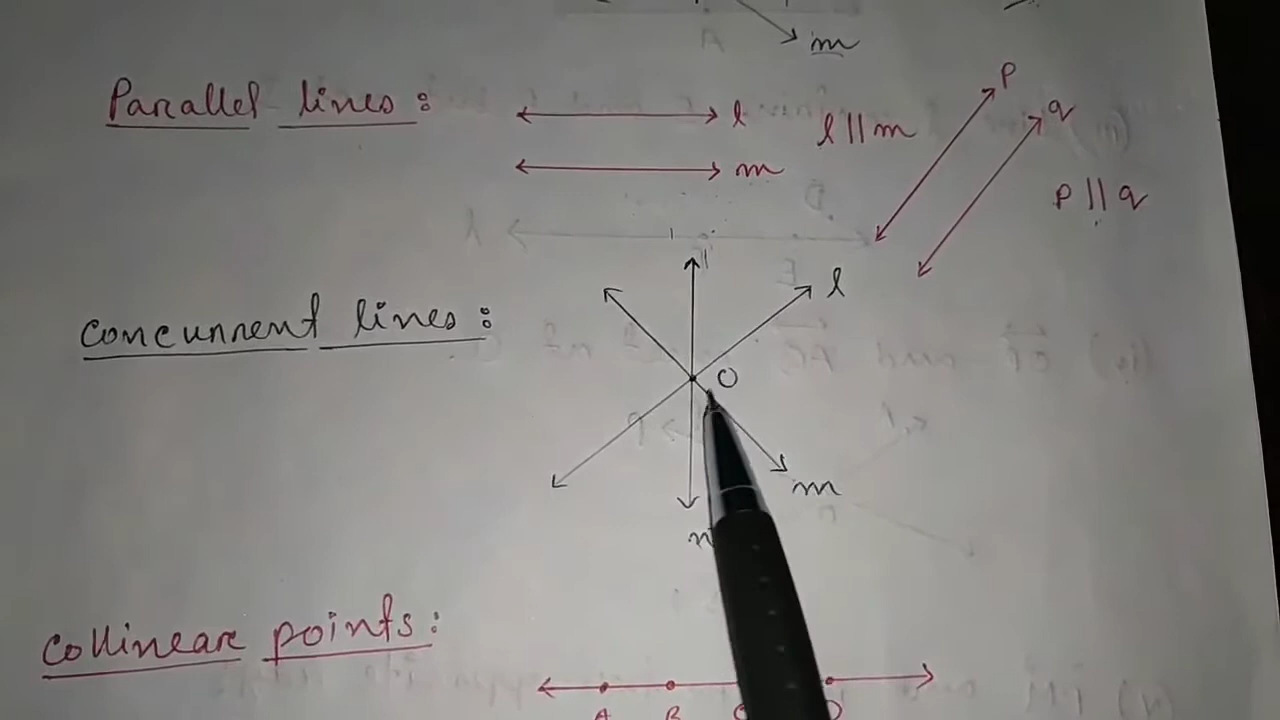 m
Parallel lines :
l
l || m
m
p
q
p || q
Concurrent lines :
l
O
m
n
Collinear points :
A B